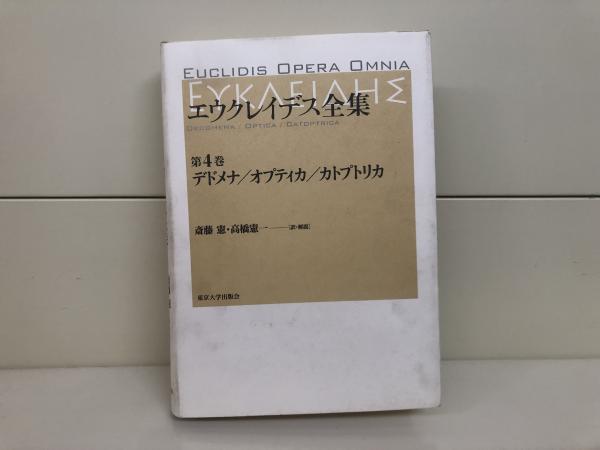 EUCLIDIS OPERA OMNIA
ΕΥΚΛΕΙΔΗΣ
エウクレイデス全集
DEDOMENA / OPTICA / CATOPTRICA
第4巻
デドメナ/オプティカ/カトプトリカ
斎藤 憲・高橋憲一 [訳・解説]
東京大学出版会